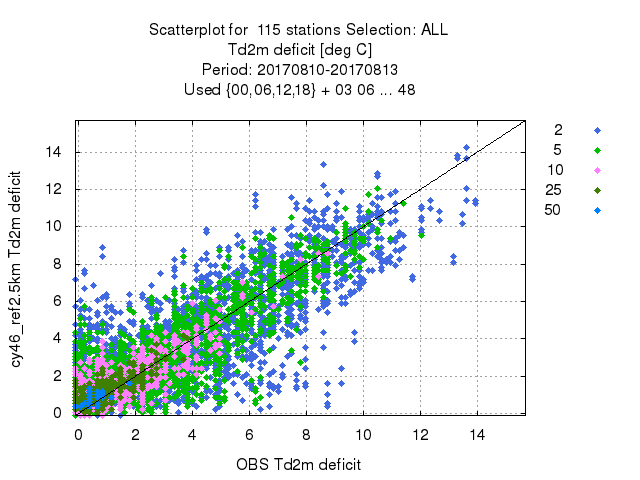 Scatterplot for 115 stations Selection: ALL
Td2m deficit [deg C]
Period: 20170810-20170813
Used {00,06,12,18} + 03 06 ... 48
2
5
10
25
50
14
12
10
8
6
4
2
0
cy46_ref2.5km Td2m deficit
0 2 4 6 8 10 12 14
OBS Td2m deficit